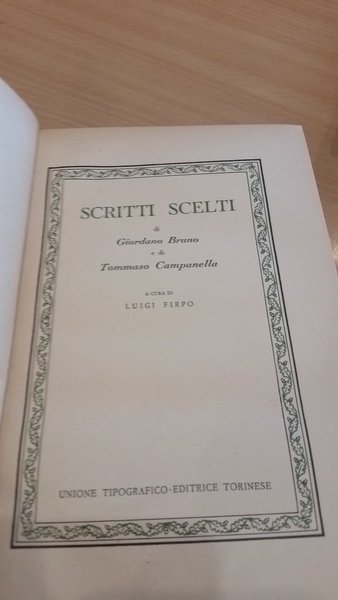 SCRITTI SCELTI
di
Giordano Bruno
e di
Tommaso Campanella
A CURA DI
LUIGI FIRPO
UNIONE TIPOGRAFICO-EDITRICE TORINESE